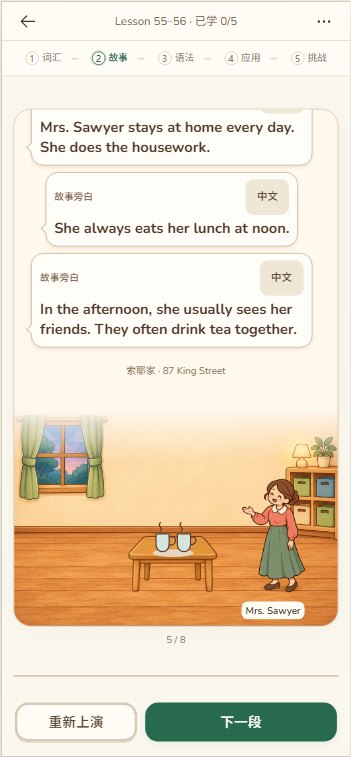 Lesson 55–56 · 已学 0/5
1 词汇 – 2 故事 – 3 语法 – 4 应用 – 5 挑战
Mrs. Sawyer stays at home every day.
She does the housework.
故事旁白
中文
She always eats her lunch at noon.
故事旁白
中文
In the afternoon, she usually sees her
friends. They often drink tea together.
索耶家 · 87 King Street
Mrs. Sawyer
5 / 8
重新上演
下一段